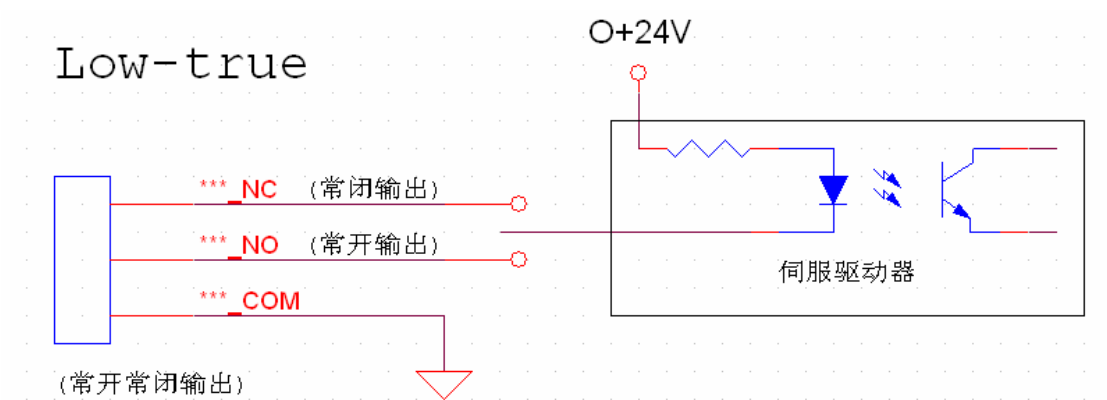 O+24V
Low-true
***_NC (常闭输出)
***_NO (常开输出)
***_COM
伺服驱动器
(常开常闭输出)